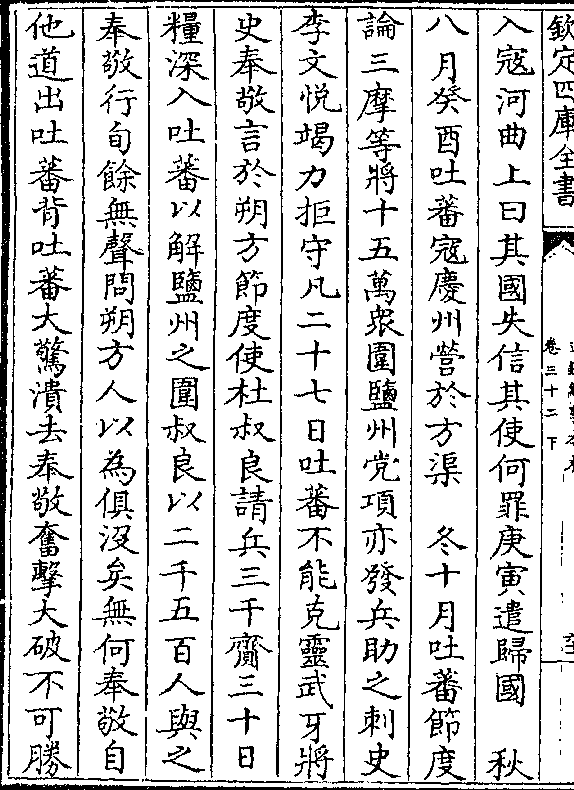 欽定四庫全書
卷三十二下
入寇河曲上曰其國失信其使何罪庚寅遣歸國　秋
八月癸酉吐蕃寇慶州營於方渠　冬十月吐蕃節度
論三摩等將十五萬衆圍鹽州党項亦發兵助之刺史
李文悦竭力拒守凡二十七日吐蕃不能克靈武牙將
史奉敬言於朔方節度使杜叔良請兵三千齎三十日
糧深入吐蕃以解鹽州之圍叔良以二千五百人與之
奉敬行旬餘無聲問朔方人以為俱沒矣無何奉敬自
他道出吐蕃背吐蕃大驚潰去奉敬奮擊大破不可勝